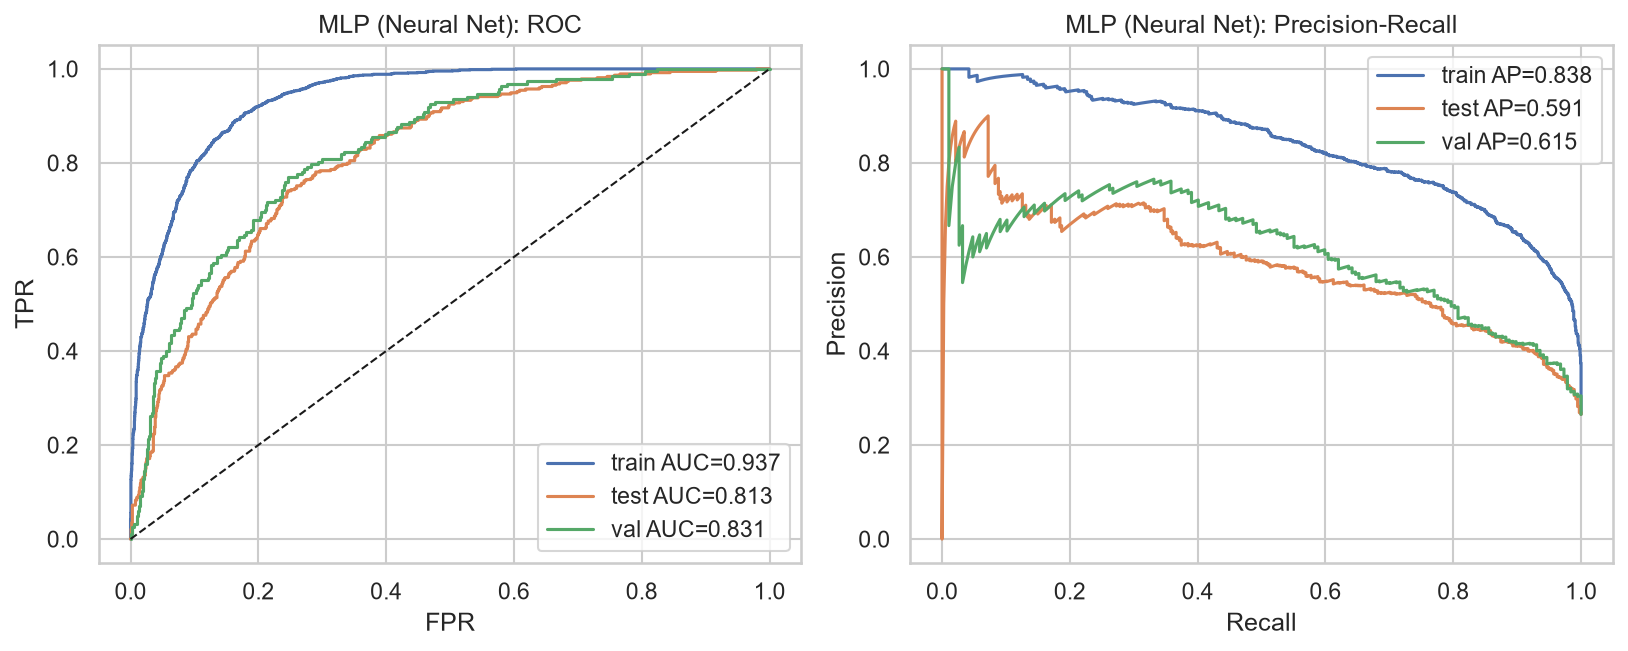 MLP (Neural Net): ROC
1.0
0.8
0.6
0.4
0.2
0.0
TPR
0.0 0.2 0.4 0.6 0.8 1.0
FPR
train AUC=0.937
test AUC=0.813
val AUC=0.831
MLP (Neural Net): Precision-Recall
1.0
0.8
0.6
0.4
0.2
0.0
Precision
0.0 0.2 0.4 0.6 0.8 1.0
Recall
train AP=0.838
test AP=0.591
val AP=0.615